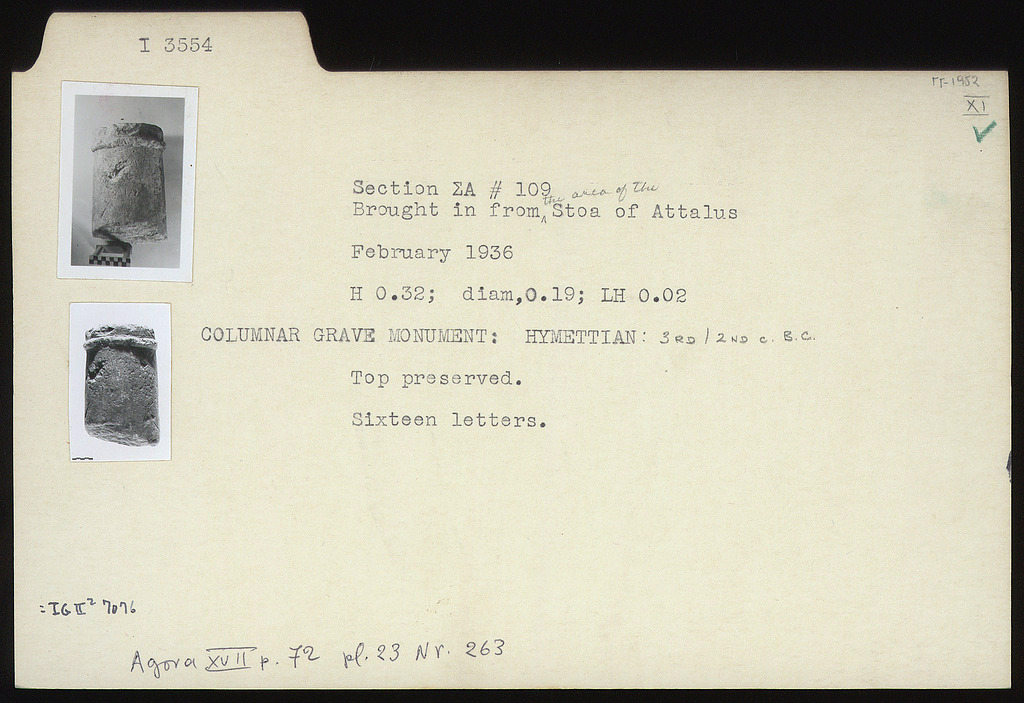 I 3554
ΓΓ-1952
XI
Section ΣΑ # 109
the area of the
Brought in from Stoa of Attalus
February 1936
H 0.32; diam,0.19; LH 0.02
COLUMNAR GRAVE MONUMENT: HYMETTIAN: 3RD / 2ND C. B.C.
Top preserved.
Sixteen letters.
=IG II² 7076
Agora XVII p. 72 pl. 23 Nr. 263